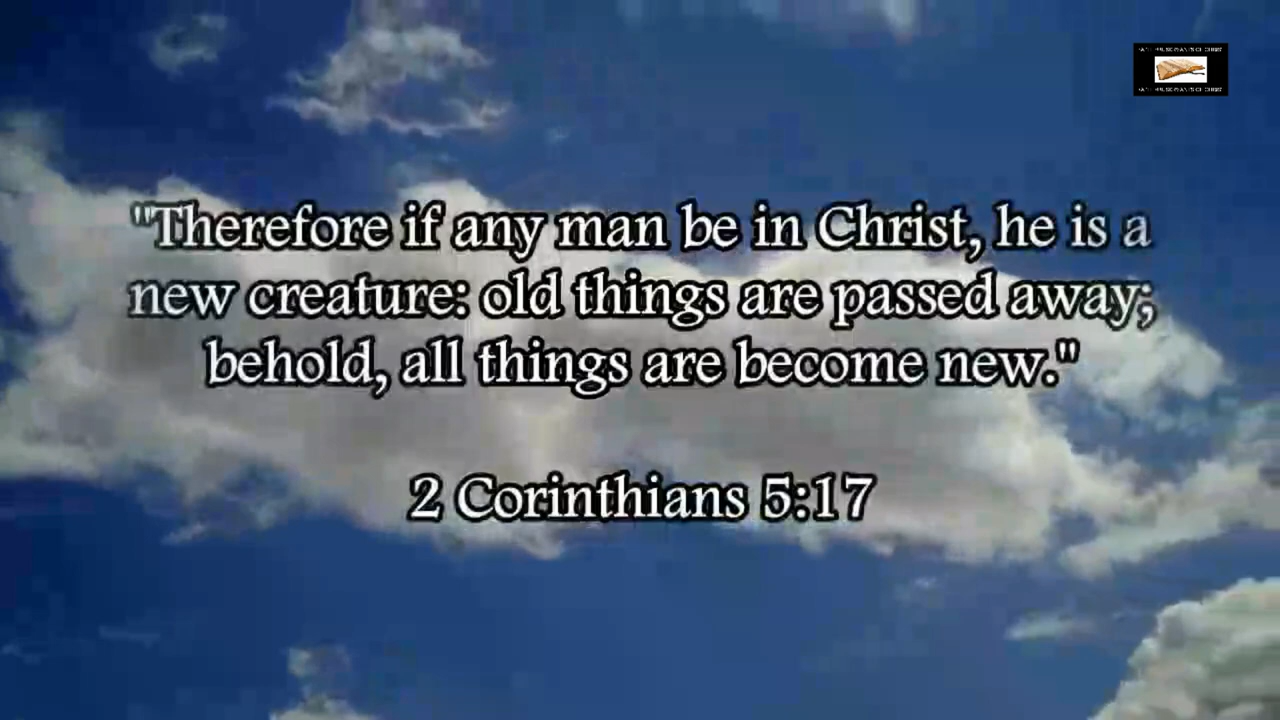 "Therefore if any man be in Christ, he is a
new creature: old things are passed away;
behold, all things are become new."
2 Corinthians 5:17